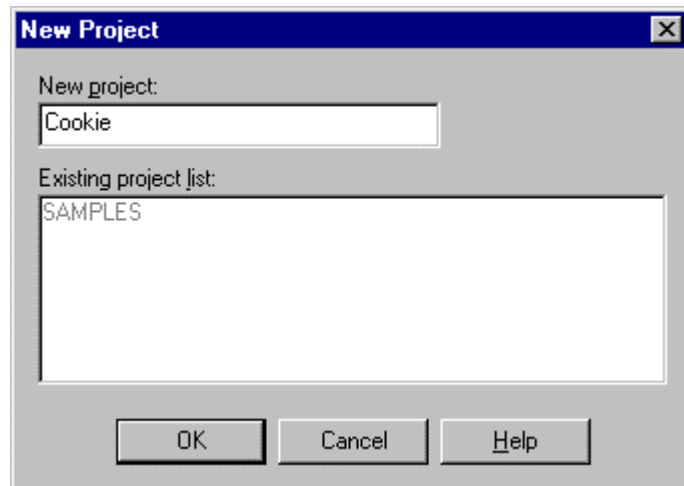 New Project
New project:
Cookie
Existing project list:
SAMPLES
OK Cancel Help